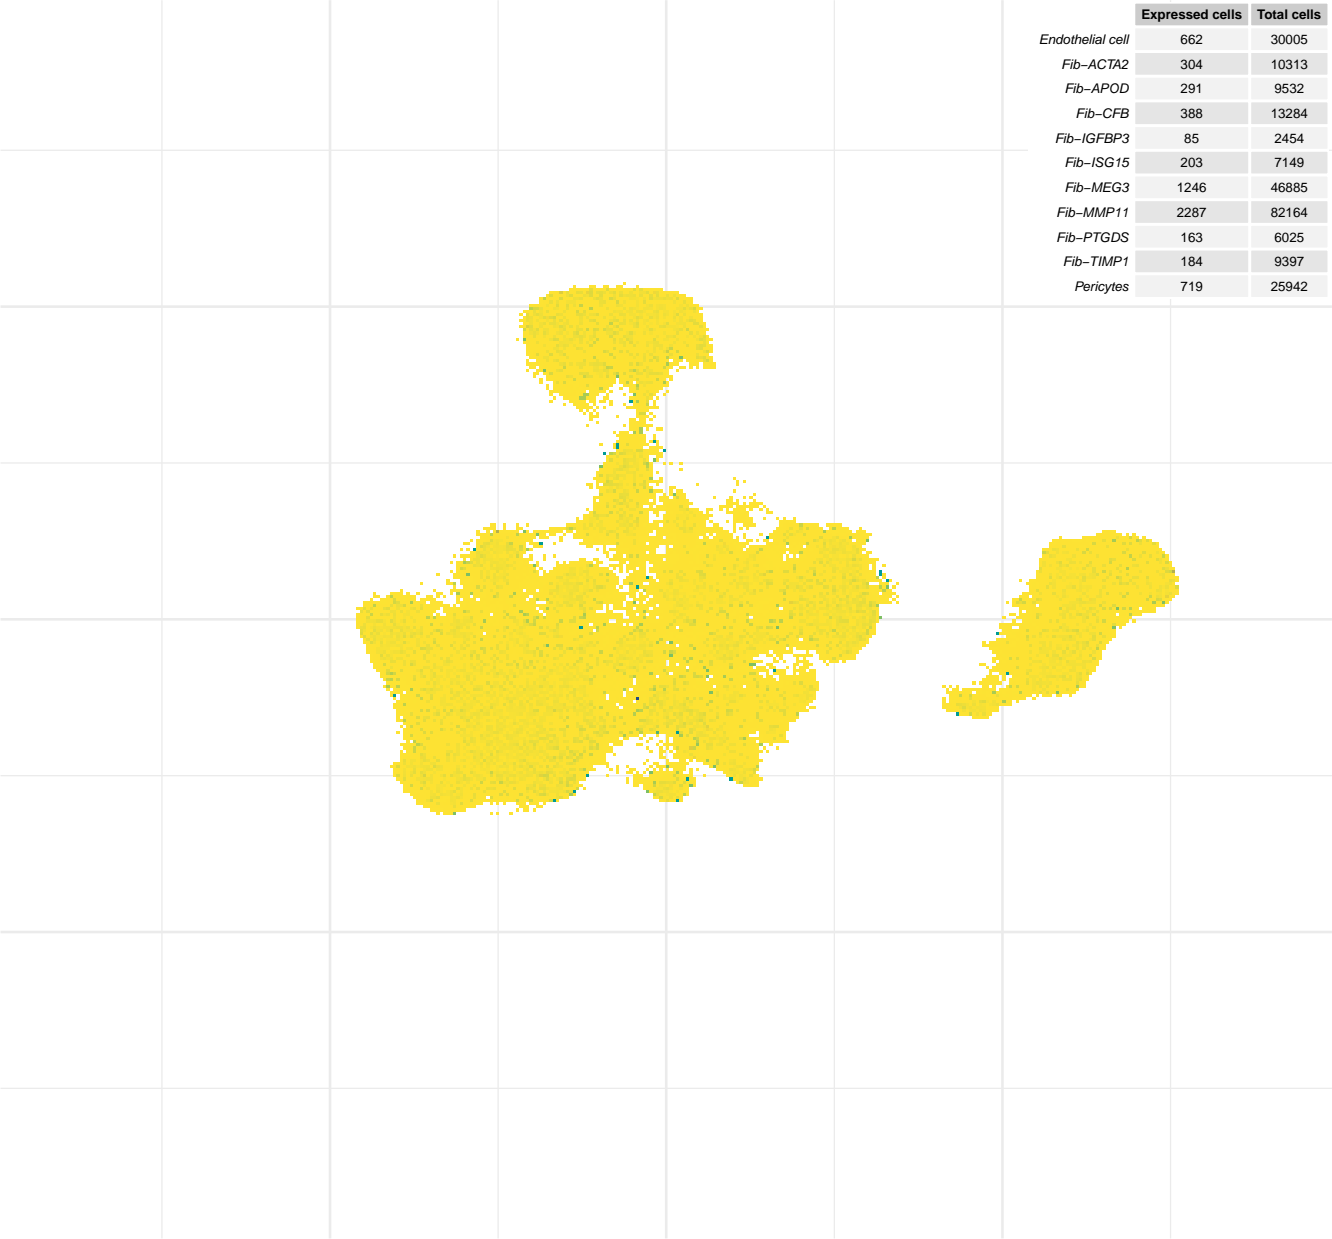 Expressed cells Total cells
Endothelial cell 662 30005
Fib−ACTA2 304 10313
Fib−APOD 291 9532
Fib−CFB 388 13284
Fib−IGFBP3 85 2454
Fib−ISG15 203 7149
Fib−MEG3 1246 46885
Fib−MMP11 2287 82164
Fib−PTGDS 163 6025
Fib−TIMP1 184 9397
Pericytes 719 25942